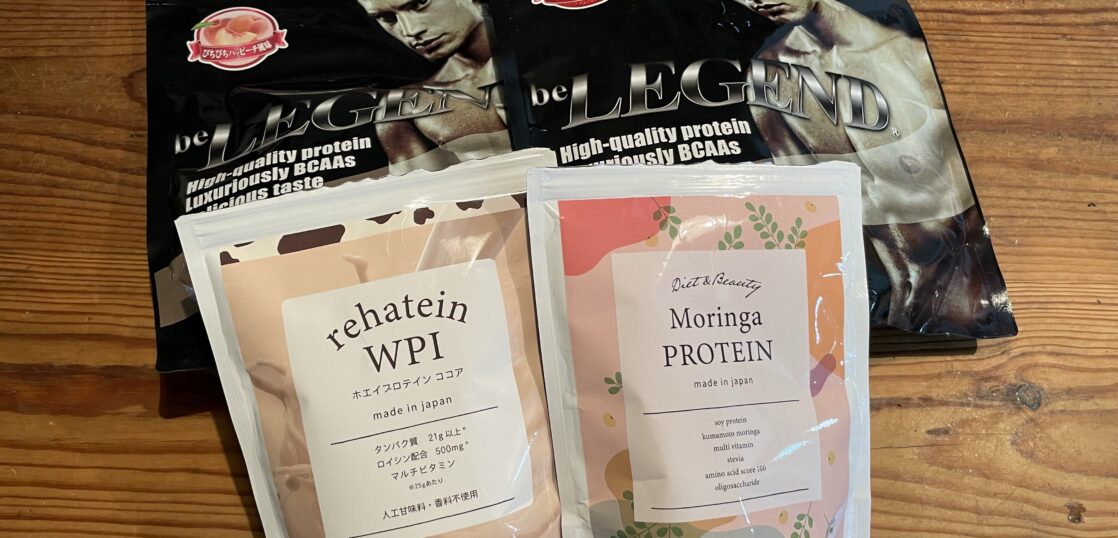 ぴちぴちハッピーチ風味
be LEGEND
High-quality protein
Luxuriously BCAAs
Delicious taste
be LEGEND®
High-quality protein
Luxuriously BCAAs
rehatein
WPI
ホエイプロテイン ココア
made in japan
タンパク質 21g以上※
ロイシン配合 500mg※
マルチビタミン
※25gあたり
人工甘味料・香料不使用
Diet & Beauty
Moringa
PROTEIN
made in japan
soy protein
kumamoto moringa
multi vitamin
stevia
amino acid score 100
oligosaccharide